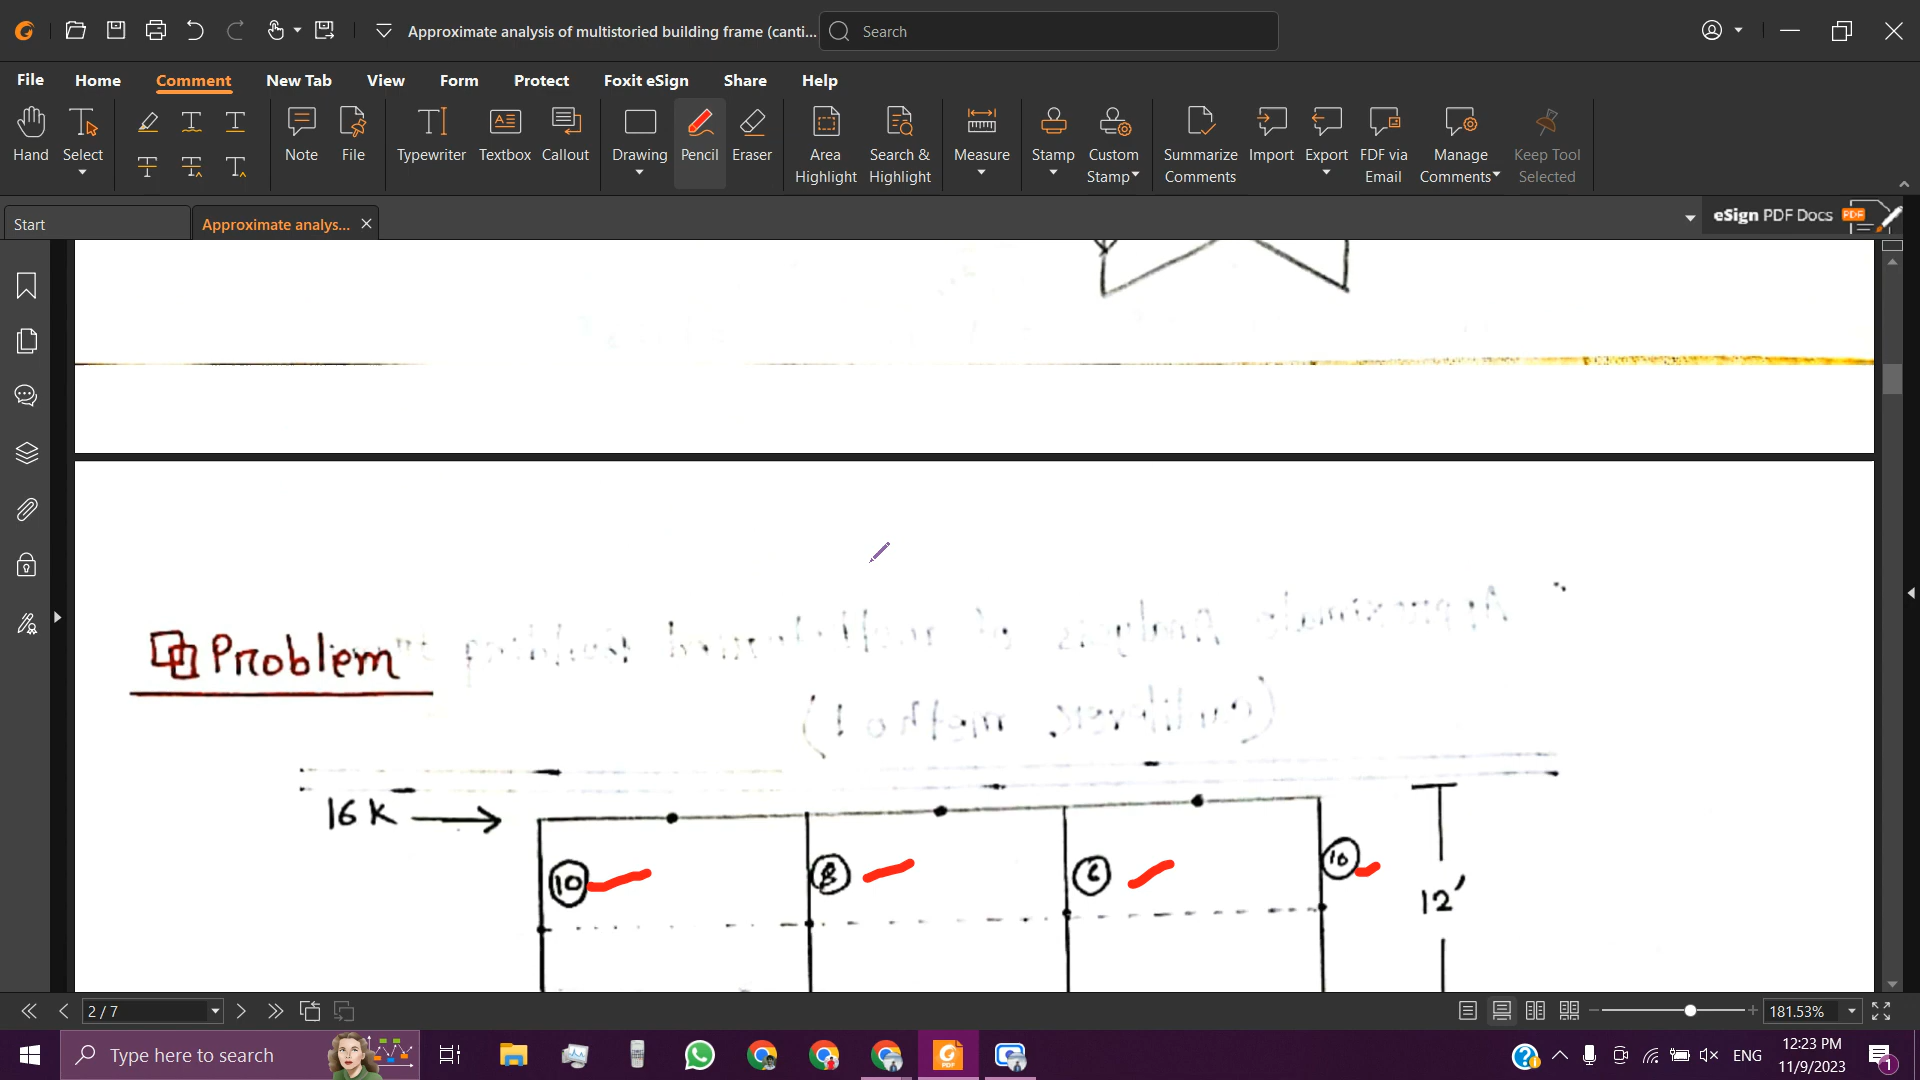 Approximate analysis of multistoried building frame (canti...
Search
File
Home
Comment
New Tab
View
Form
Protect
Foxit eSign
Share
Help
Hand
Select
Note
File
Typewriter
Textbox
Callout
Drawing
Pencil
Eraser
Area Highlight
Search & Highlight
Measure
Stamp
Custom Stamp
Summarize Comments
Import
Export
FDF via Email
Manage Comments
Keep Tool Selected
Start
Approximate analys...
eSign PDF Docs
PDF
Problem
16 K
10
8
6
10
12'
2 / 7
181.53%
Type here to search
ENG
12:23 PM
11/9/2023
1